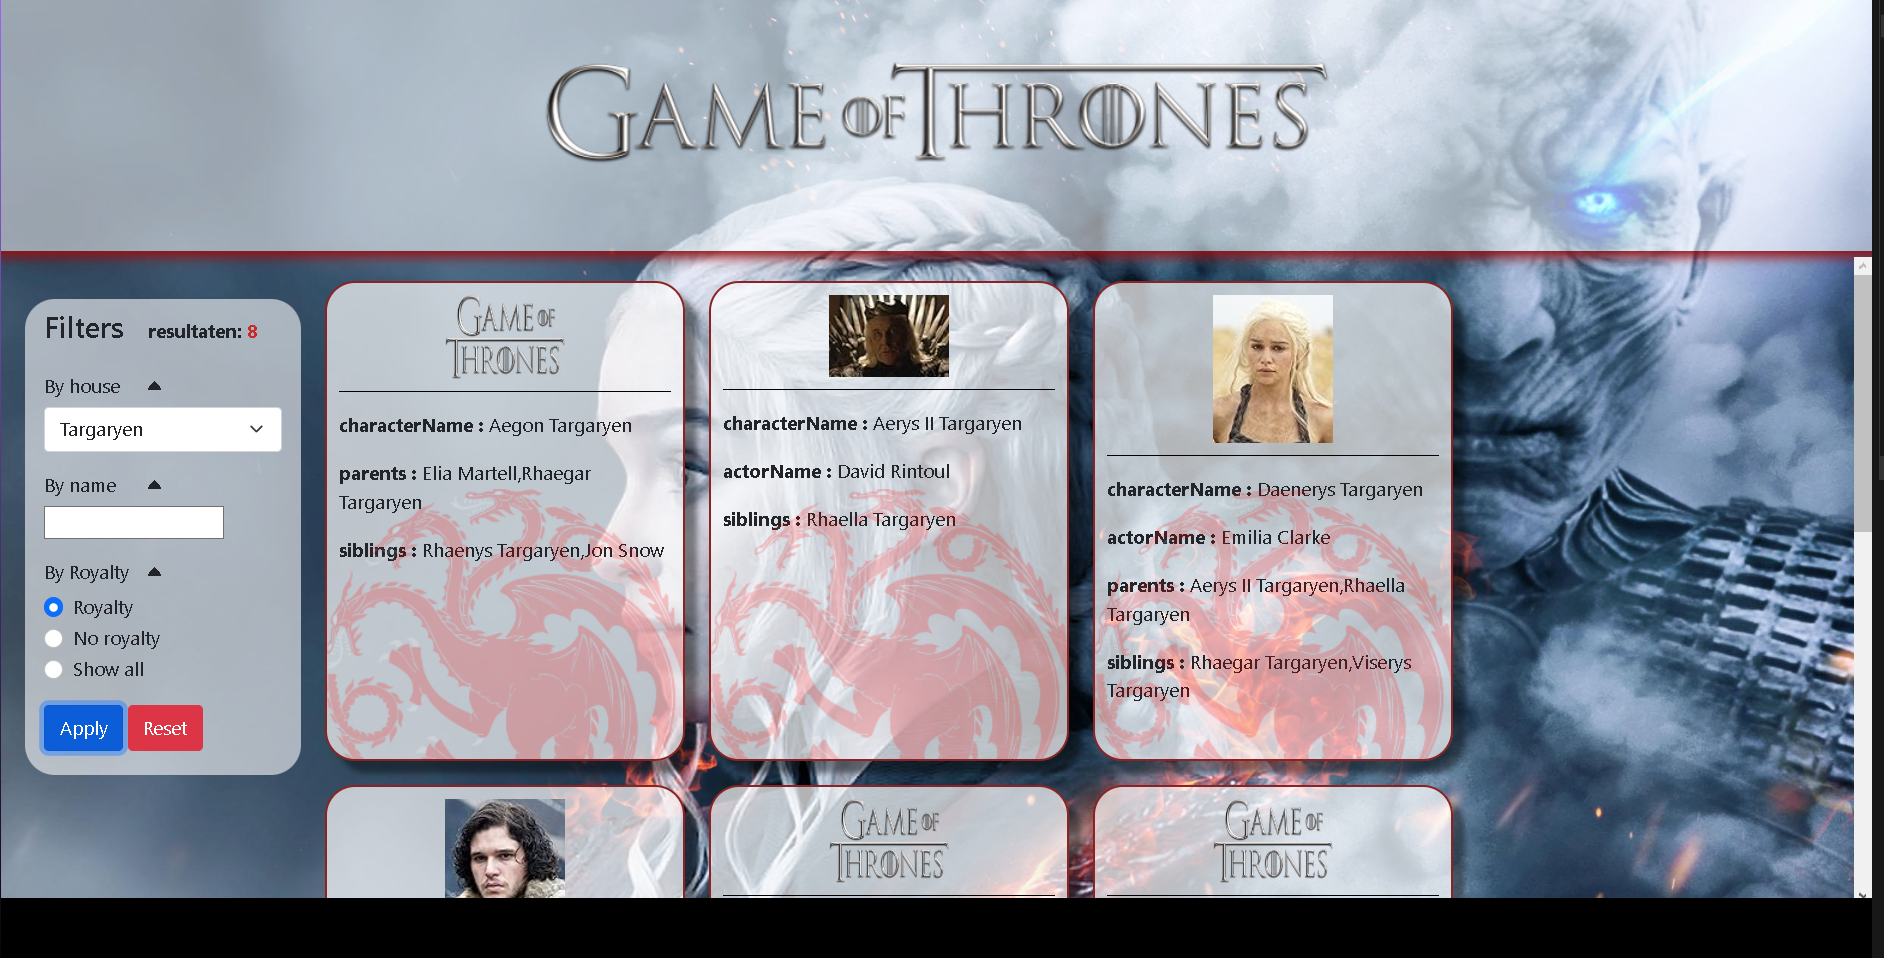 GAME OF THRONES
Filters resultaten: 8
By house
Targaryen
By name
By Royalty
Royalty
No royalty
Show all
Apply Reset
GAME OF
THRONES
characterName : Aegon Targaryen
parents : Elia Martell,Rhaegar
Targaryen
siblings : Rhaenys Targaryen,Jon Snow
characterName : Aerys II Targaryen
actorName : David Rintoul
siblings : Rhaella Targaryen
characterName : Daenerys Targaryen
actorName : Emilia Clarke
parents : Aerys II Targaryen,Rhaella
Targaryen
siblings : Rhaegar Targaryen,Viserys
Targaryen
GAME OF
THRONES
GAME OF
THRONES